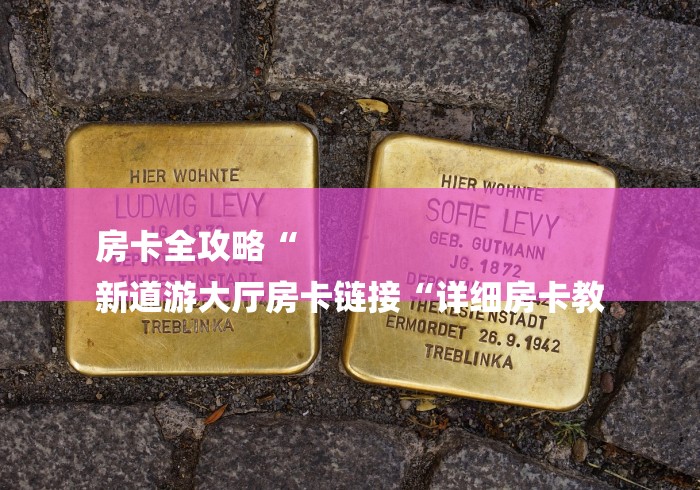 HIER WOHNTE
LUDWIG LEVY
TREBLINKA
HIER WOHNTE
SOFIE LEVY
GEB. GUTMANN
JG. 1872
THERESIENSTADT
ERMORDET 26.9.1942
TREBLINKA
房卡全攻略“
新道游大厅房卡链接“详细房卡教